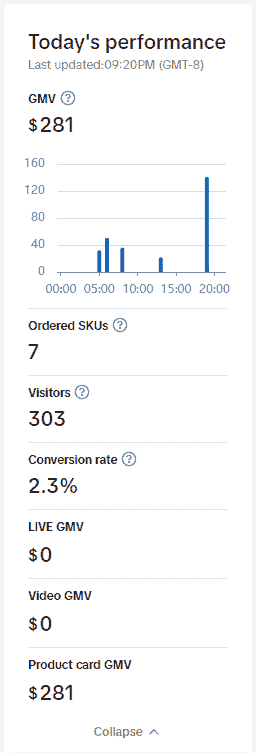 Today's performance
Last updated:09:20PM (GMT-8)
GMV ?
$281
160
120
80
40
0
00:00 05:00 10:00 15:00 20:00
Ordered SKUs ?
7
Visitors ?
303
Conversion rate ?
2.3%
LIVE GMV
$0
Video GMV
$0
Product card GMV
$281
Collapse